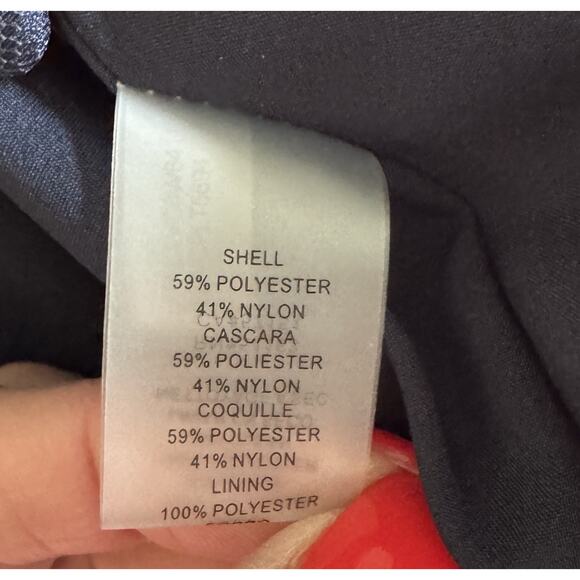 SHELL
59% POLYESTER
41% NYLON
CASCARA
59% POLIESTER
41% NYLON
COQUILLE
59% POLYESTER
41% NYLON
LINING
100% POLYESTER